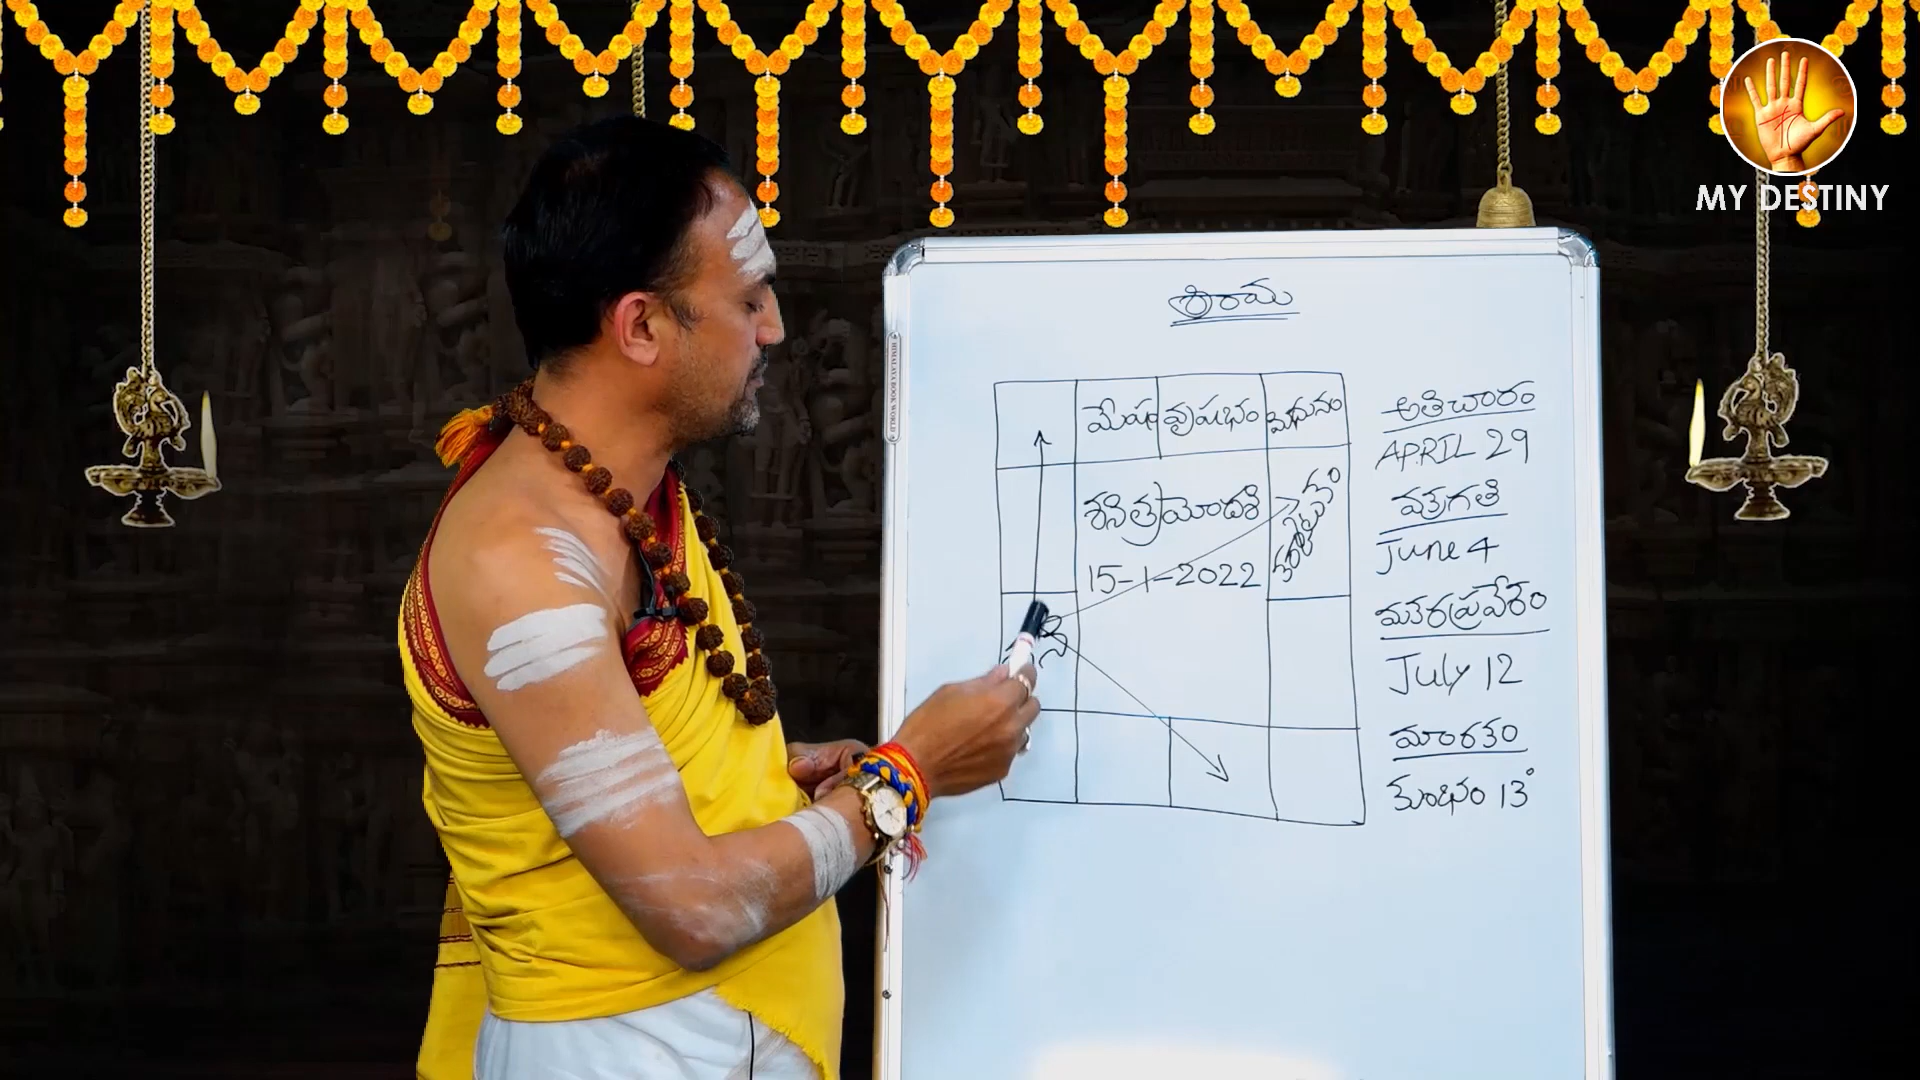 MY DESTINY
శ్రీరామ
మేషం వృషభం మిథునం
శనిత్రయోదశి
15-1-2022
శని
అతిచారం
APRIL 29
వక్రగతి
June 4
మకరప్రవేశం
July 12
మారకం
కుంభం 13°